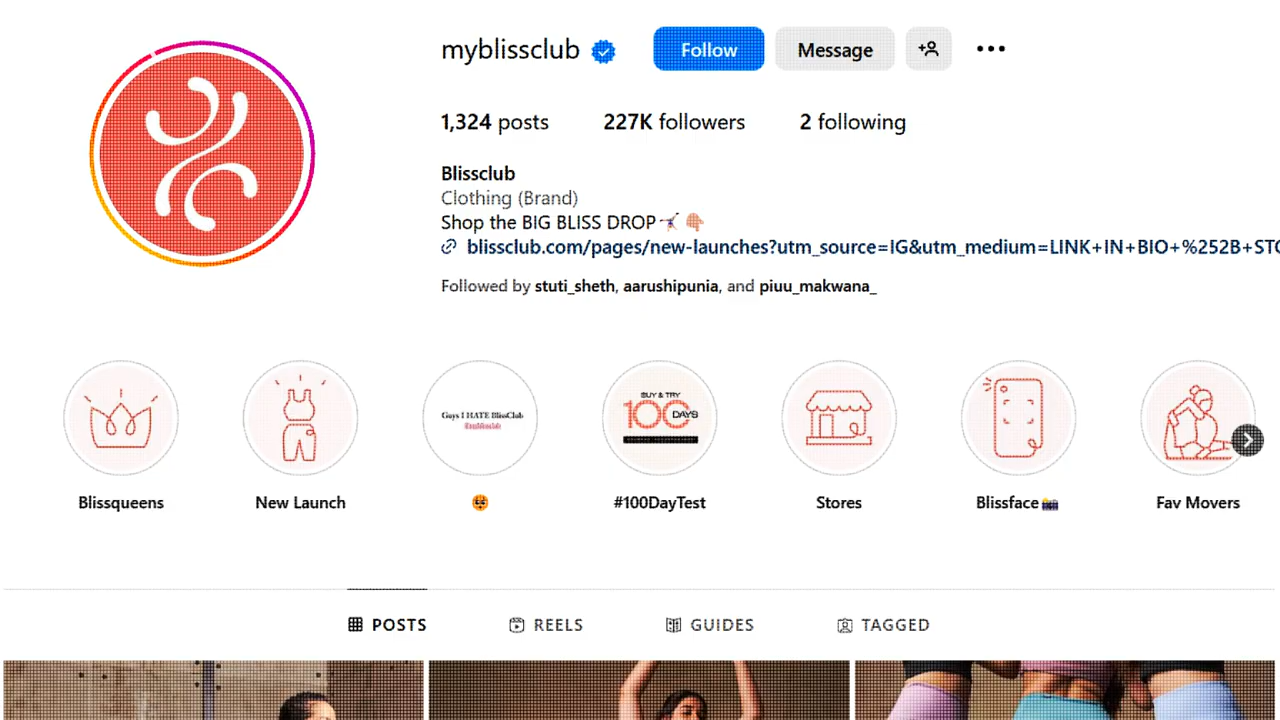 myblissclub Follow Message
1,324 posts 227K followers 2 following
Blissclub
Clothing (Brand)
Shop the BIG BLISS DROP🤸‍♀️👇🏼
blissclub.com/pages/new-launches?utm_source=IG&utm_medium=LINK+IN+BIO+%252B+STO
Followed by stuti_sheth, aarushipunia, and piuu_makwana_
Guys I HATE BlissClub
BUY & TRY
100 DAYS
Blissqueens New Launch 🥺 #100DayTest Stores Blissface📸 Fav Movers
POSTS REELS GUIDES TAGGED